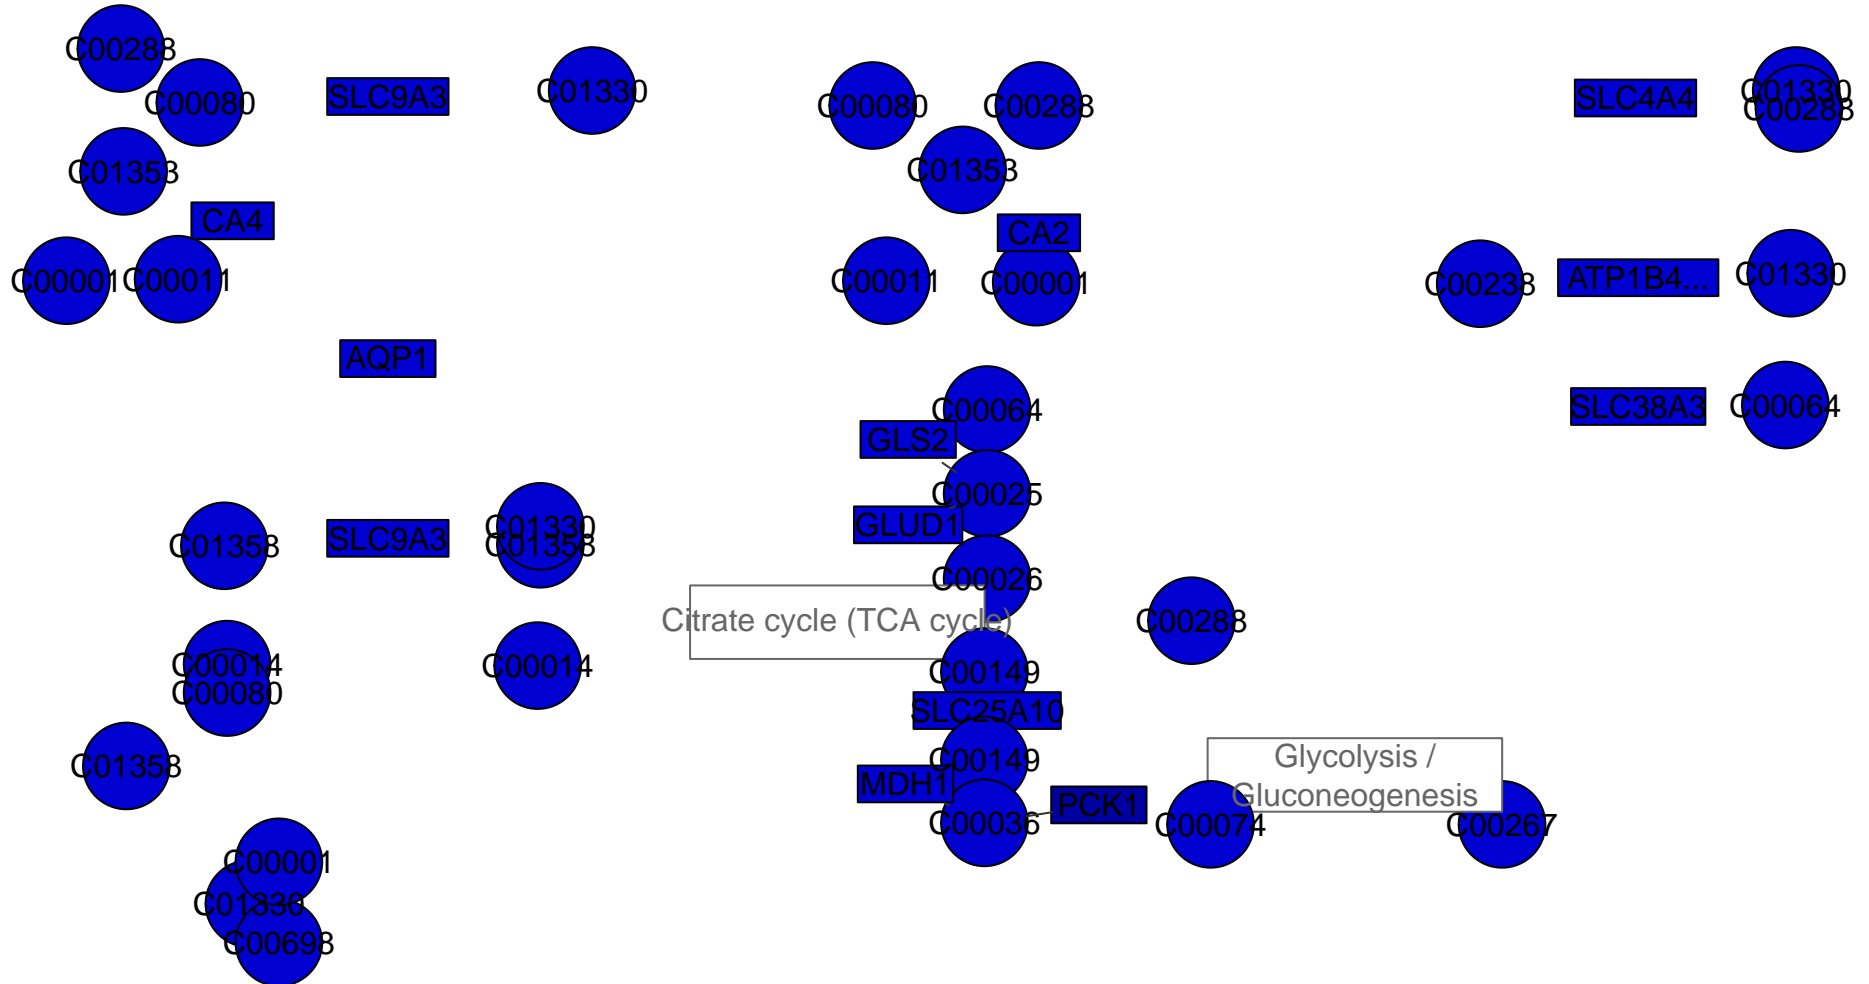 C00288
C00080
SLC9A3
C01330
C00080
C00288
SLC4A4
C01330
C00288
C01353
C01353
CA4
CA2
C00001
C00011
C00011
C00001
C00238
ATP1B4...
C01330
AQP1
C00064
SLC38A3
C00064
GLS2
C00025
GLUD1
C01358
SLC9A3
C01330
C01358
C00026
Citrate cycle (TCA cycle)
C00288
C00014
C00080
C00014
C00149
SLC25A10
C01358
C00149
MDH1
C00036
PCK1
Glycolysis /
Gluconeogenesis
C00074
C00267
C00001
C01330
C00698